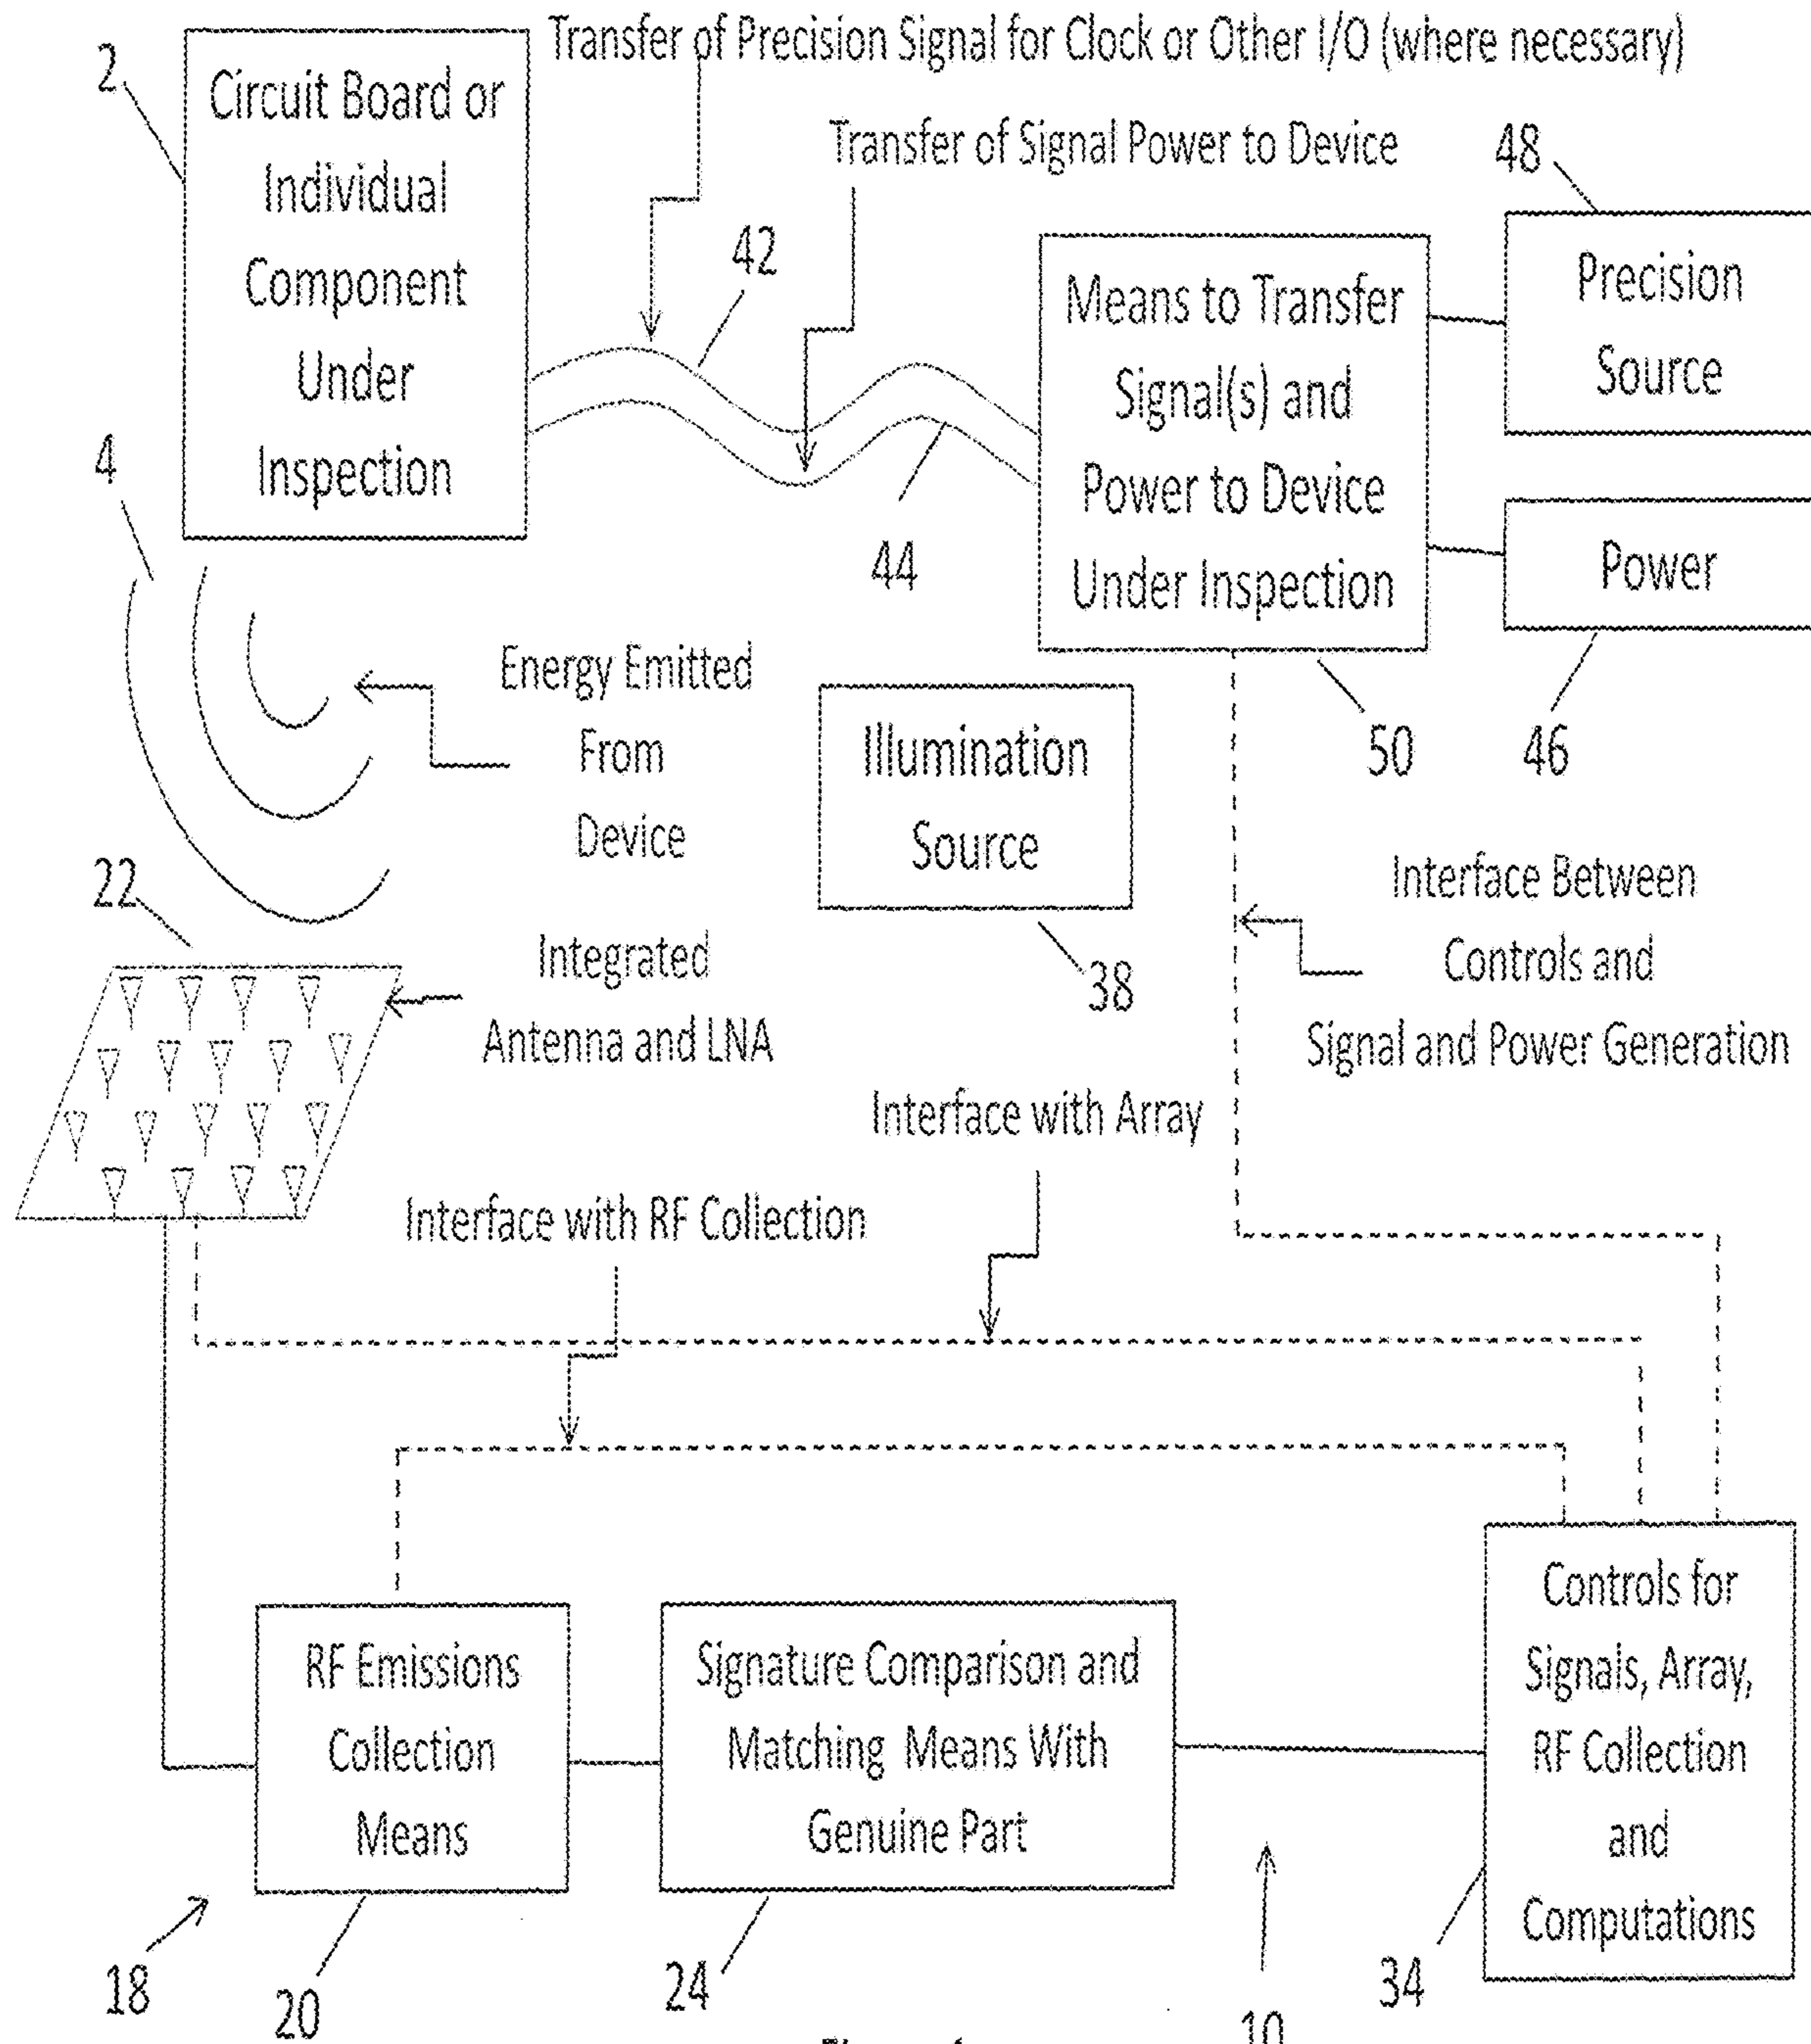 Transfer of Precision Signal for Clock or Other I/O (where necessary)
2
Circuit Board or
Individual
Component
Under
Inspection
Transfer of Signal Power to Device
48
42
Precision
Source
Means to Transfer
Signal(s) and
Power to Device
Under Inspection
4
44
Power
Energy Emitted
From
Device
Illumination
Source
50
46
22
Integrated
Antenna and LNA
38
Interface Between
Controls and
Signal and Power Generation
Interface with Array
Interface with RF Collection
RF Emissions
Collection
Means
Signature Comparison and
Matching Means With
Genuine Part
Controls for
Signals, Array,
RF Collection
and
Computations
18
20
24
10
34